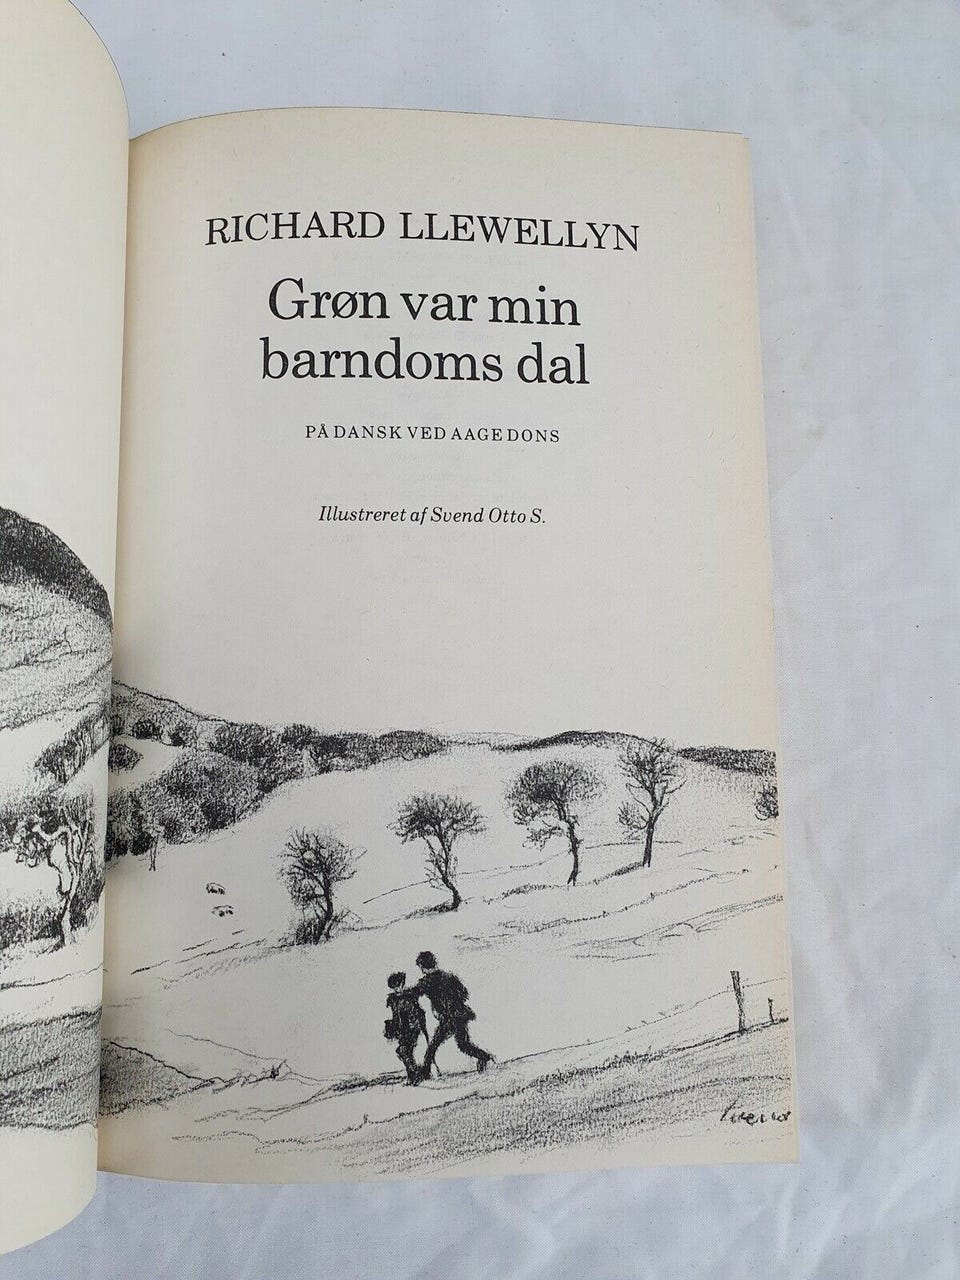 RICHARD LLEWELLYN
Grøn var min
barndoms dal
PÅ DANSK VED AAGE DONS
Illustreret af Svend Otto S.